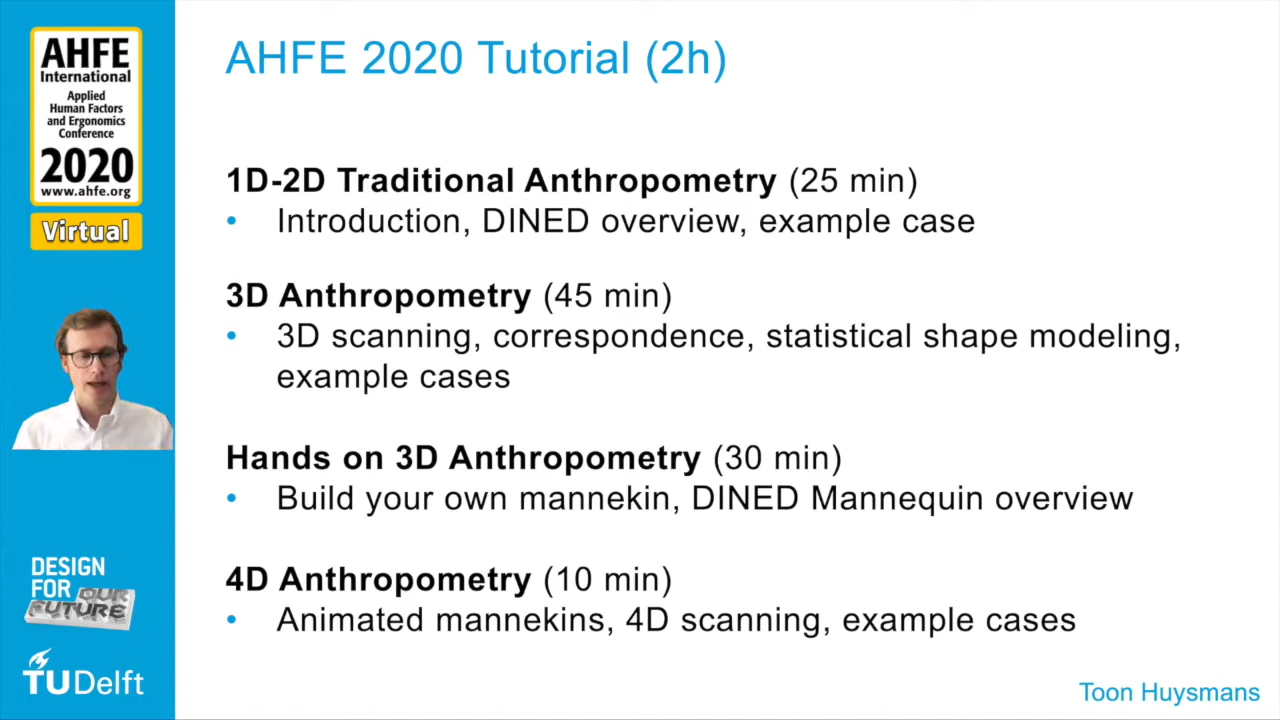 AHFE
International
Applied
Human Factors
and Ergonomics
Conference
2020
www.ahfe.org
Virtual
DESIGN
FOR OUR
FUTURE
TUDelft
AHFE 2020 Tutorial (2h)
1D-2D Traditional Anthropometry (25 min)
• Introduction, DINED overview, example case
3D Anthropometry (45 min)
• 3D scanning, correspondence, statistical shape modeling,
example cases
Hands on 3D Anthropometry (30 min)
• Build your own mannekin, DINED Mannequin overview
4D Anthropometry (10 min)
• Animated mannekins, 4D scanning, example cases
Toon Huysmans